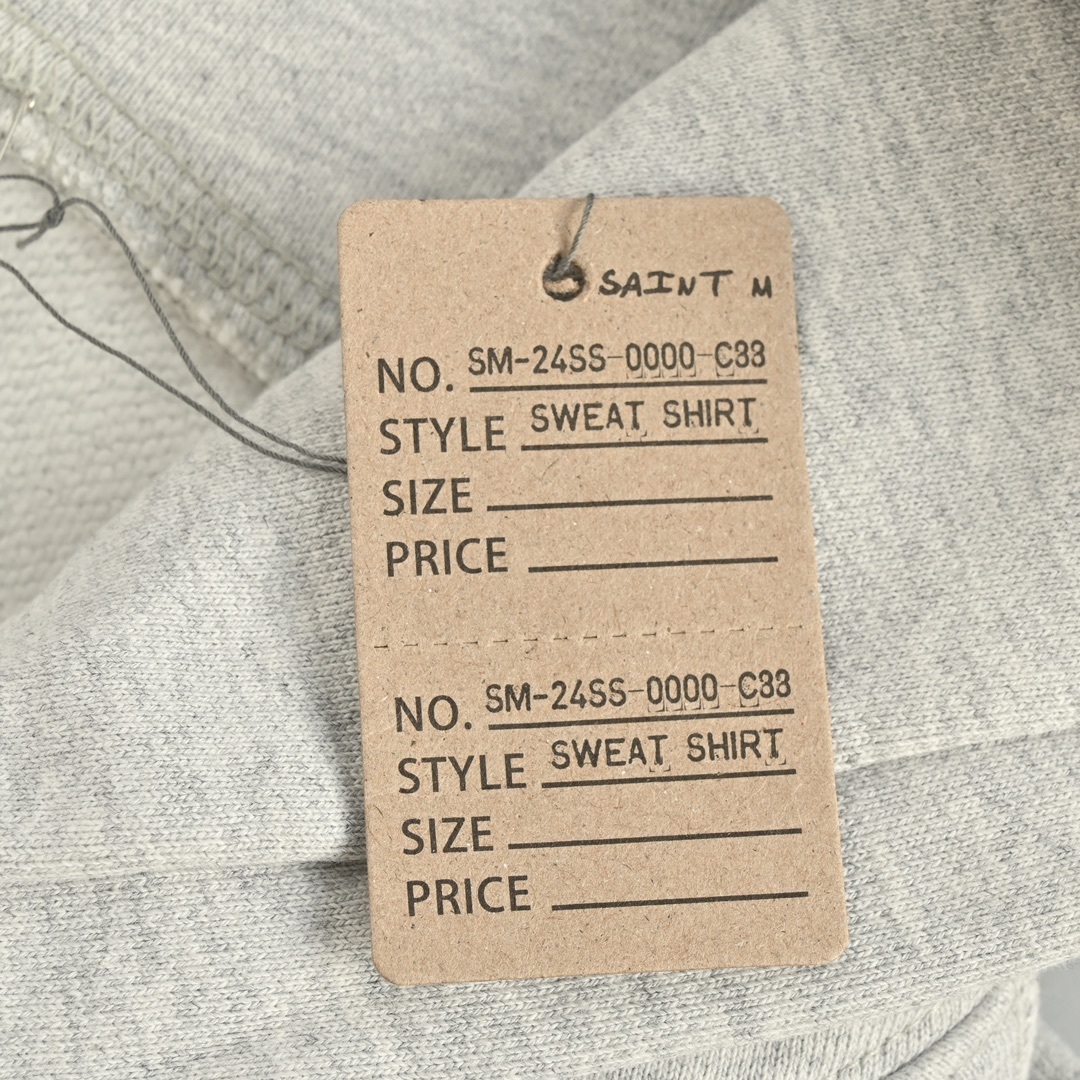 SAINT M
NO. SM-24SS-0000-C33
STYLE SWEAT SHIRT
SIZE
PRICE
NO. SM-24SS-0000-C33
STYLE SWEAT SHIRT
SIZE
PRICE